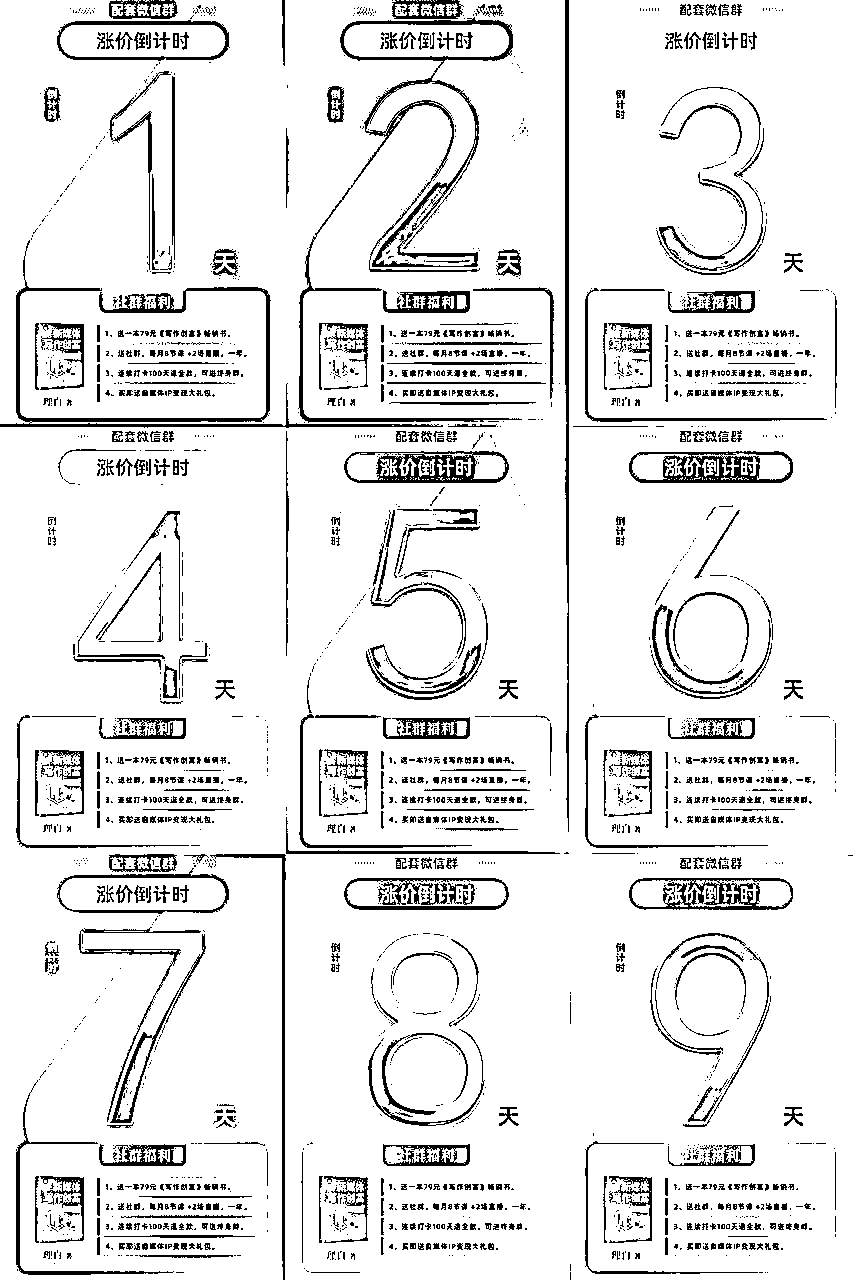 配套微信群
涨价倒计时
倒计时
1
天
社群福利
1、送一本79元《写作创富》畅销书。
2、送社群，每月8节课+2场直播，一年。
3、连续打卡100天退全款，可进终身群。
4、买即送自媒体IP变现大礼包。
配套微信群
涨价倒计时
倒计时
2
天
社群福利
1、送一本79元《写作创富》畅销书。
2、送社群，每月8节课+2场直播，一年。
3、连续打卡100天退全款，可进终身群。
4、买即送自媒体IP变现大礼包。
配套微信群
涨价倒计时
倒计时
3
天
社群福利
1、送一本79元《写作创富》畅销书。
2、送社群，每月8节课+2场直播，一年。
3、连续打卡100天退全款，可进终身群。
4、买即送自媒体IP变现大礼包。
配套微信群
涨价倒计时
倒计时
4
天
社群福利
1、送一本79元《写作创富》畅销书。
2、送社群，每月8节课+2场直播，一年。
3、连续打卡100天退全款，可进终身群。
4、买即送自媒体IP变现大礼包。
配套微信群
涨价倒计时
倒计时
5
天
社群福利
1、送一本79元《写作创富》畅销书。
2、送社群，每月8节课+2场直播，一年。
3、连续打卡100天退全款，可进终身群。
4、买即送自媒体IP变现大礼包。
配套微信群
涨价倒计时
倒计时
6
天
社群福利
1、送一本79元《写作创富》畅销书。
2、送社群，每月8节课+2场直播，一年。
3、连续打卡100天退全款，可进终身群。
4、买即送自媒体IP变现大礼包。
配套微信群
涨价倒计时
倒计时
7
天
社群福利
1、送一本79元《写作创富》畅销书。
2、送社群，每月8节课+2场直播，一年。
3、连续打卡100天退全款，可进终身群。
4、买即送自媒体IP变现大礼包。
配套微信群
涨价倒计时
倒计时
8
天
社群福利
1、送一本79元《写作创富》畅销书。
2、送社群，每月8节课+2场直播，一年。
3、连续打卡100天退全款，可进终身群。
4、买即送自媒体IP变现大礼包。
配套微信群
涨价倒计时
倒计时
9
天
社群福利
1、送一本79元《写作创富》畅销书。
2、送社群，每月8节课+2场直播，一年。
3、连续打卡100天退全款，可进终身群。
4、买即送自媒体IP变现大礼包。